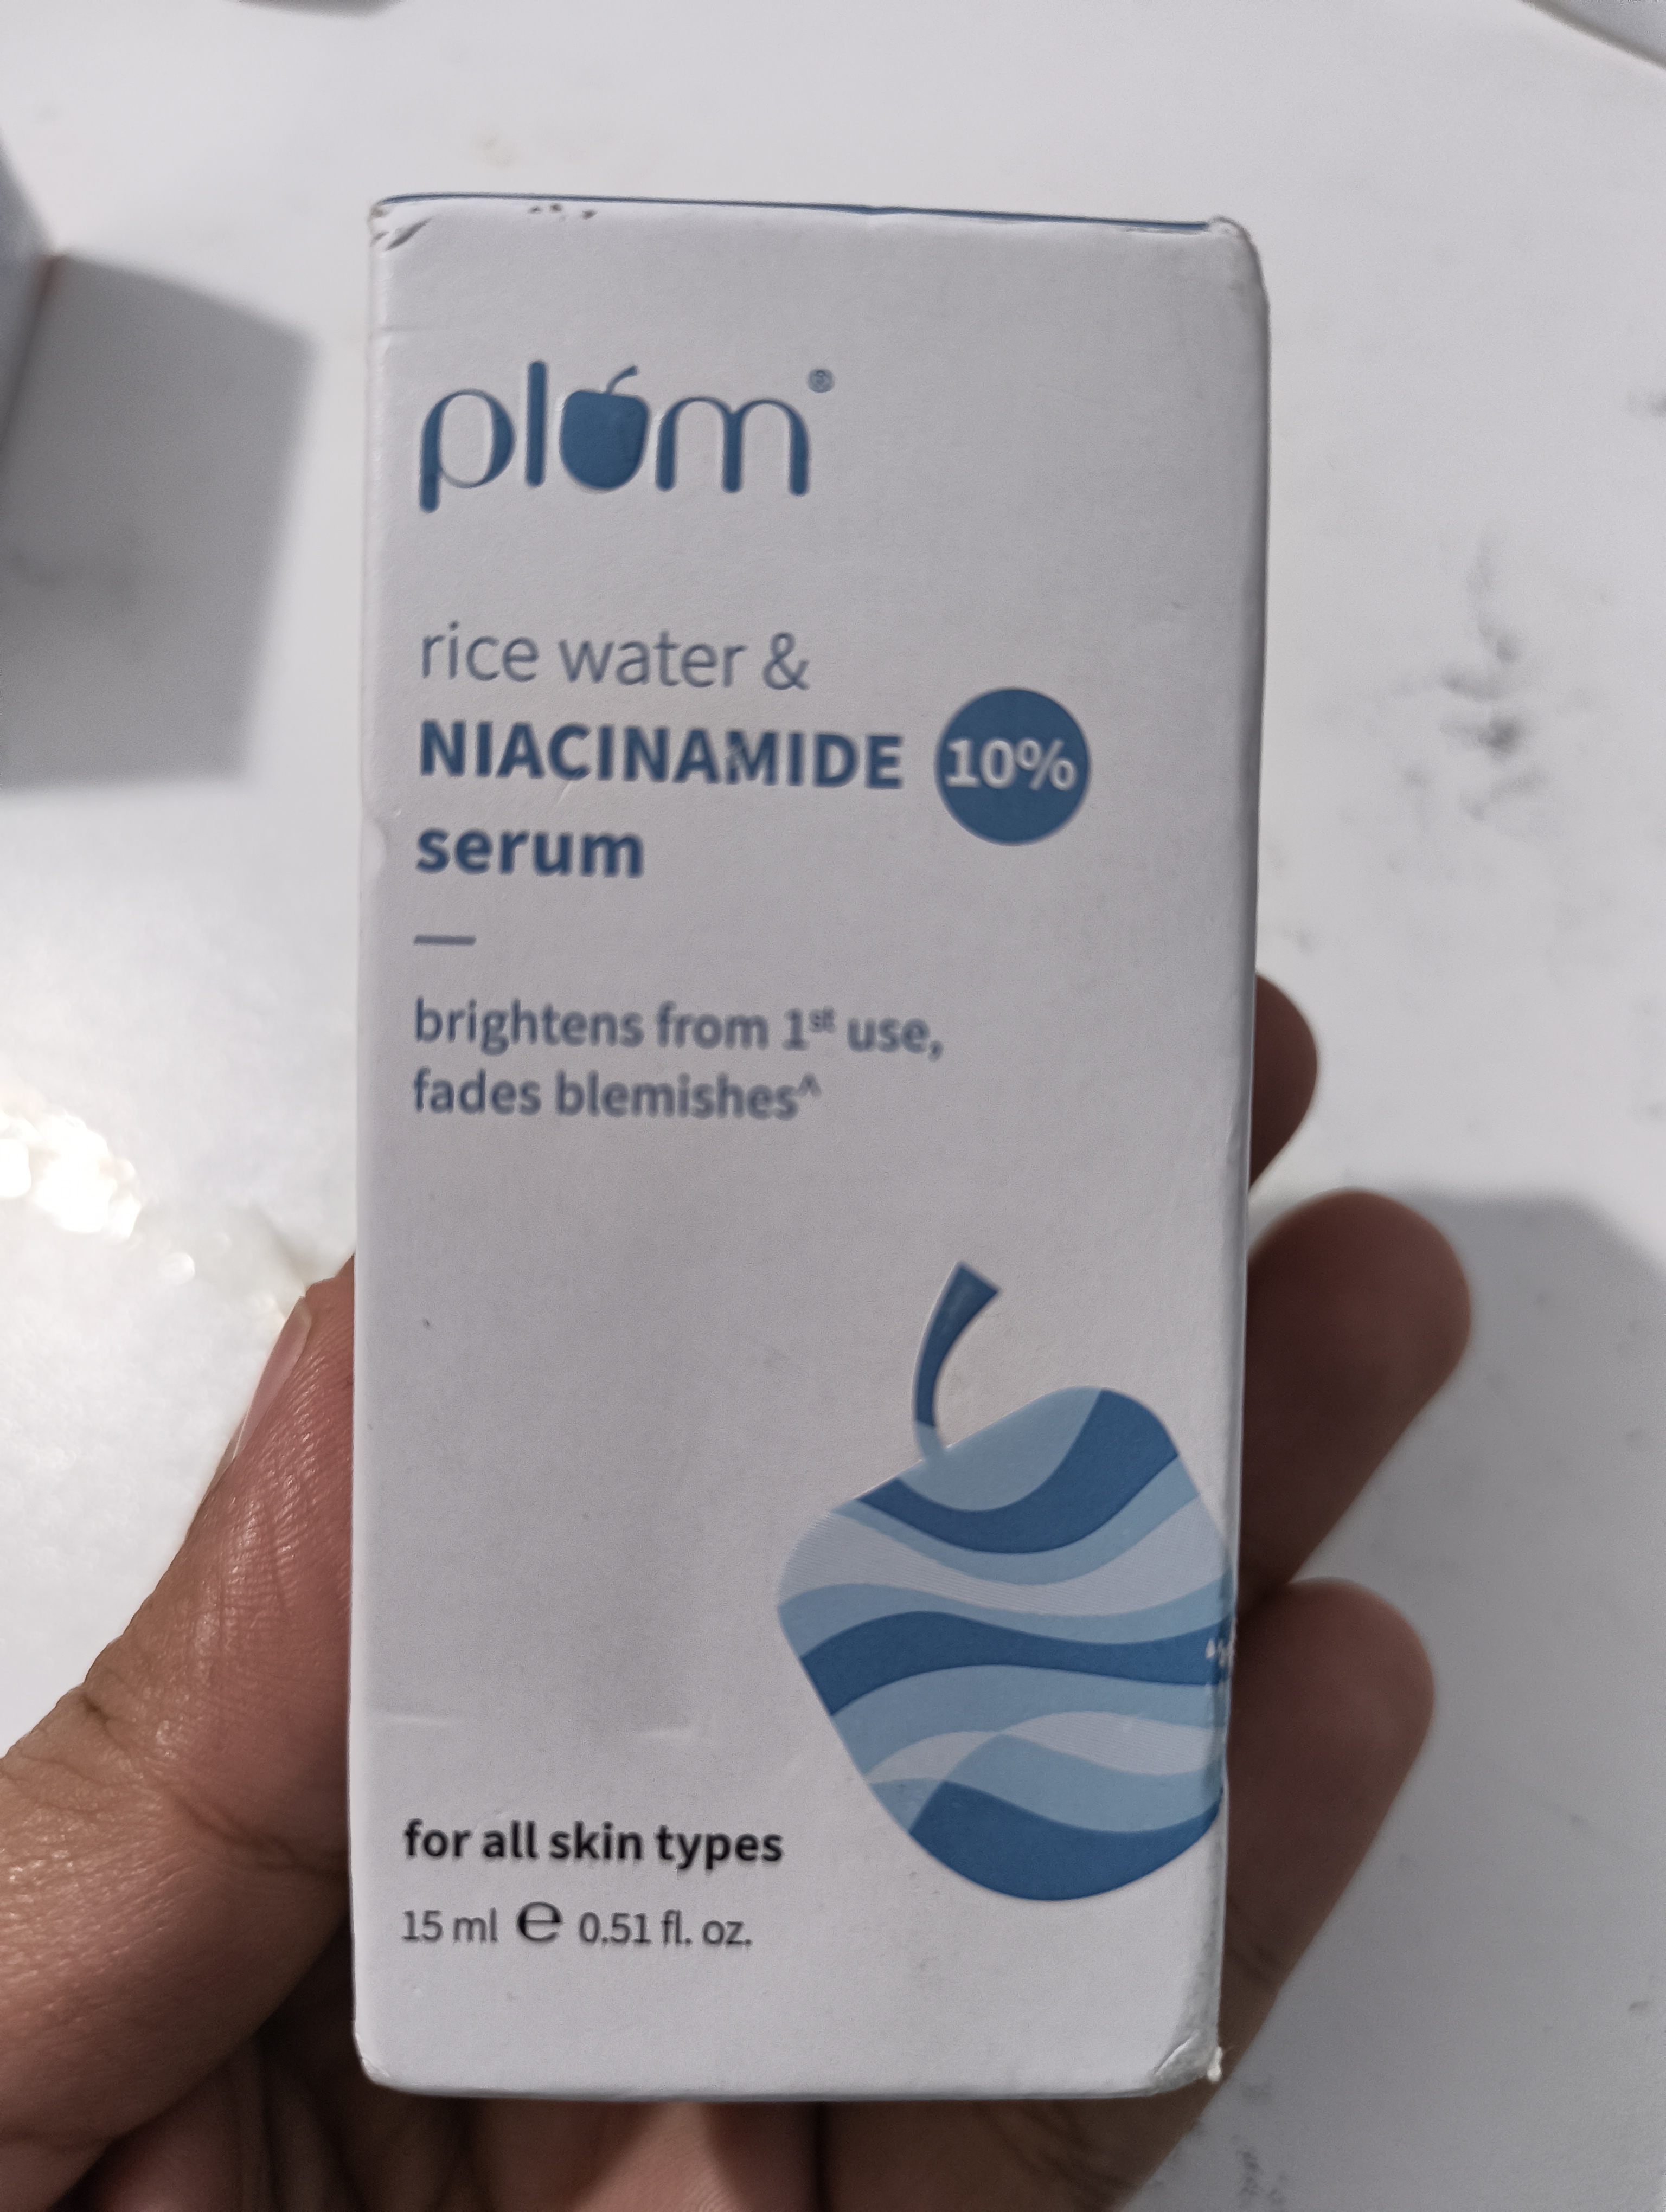 plum®
rice water &
NIACINAMIDE 10%
serum
brightens from 1st use,
fades blemishes^
for all skin types
15 ml ℮ 0.51 fl. oz.